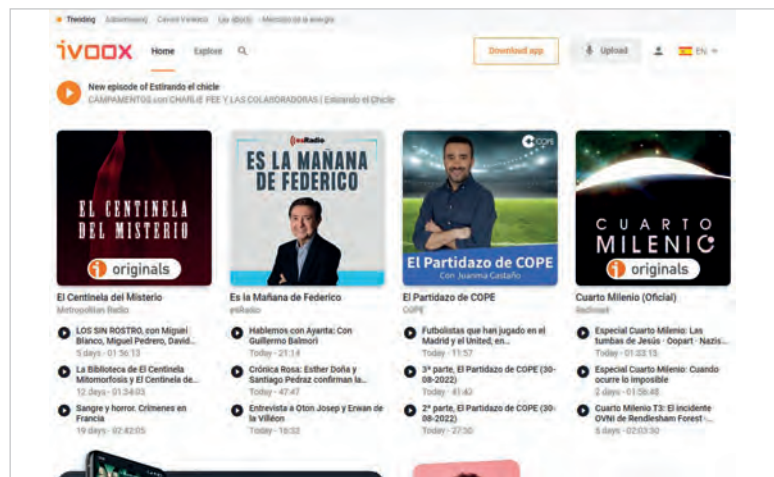 Trending Advertising Carles Mercadal
ivoox Home Explore Download app Upload EN
New episode of Estirando el chicle
CAMPAMENTOS con CHARLIE PEE Y LAS COLABORADORAS | Estirando el Chicle
EL CENTINELA
DEL MISTERIO
originals
esRadio
ES LA MAÑANA
DE FEDERICO
COPE
El Partidazo de COPE
Con Juanma Castaño
CUARTO
MILENIO
originals
El Centinela del Misterio
Metropolitan Radio
LOS SIN ROSTRO, con Miguel
Blanco, Miguel Pedrero, David...
5 days - 01:56:13
La Biblioteca de El Centinela
Mitomorfosis y El Centinela de...
12 days - 01:34:03
Sangre y horror. Crímenes en
Francia
19 days - 02:42:05
Es la Mañana de Federico
esRadio
Hablemos con Ayanta: Con
Guillermo Balmori
Today - 21:14
Crónica Rosa: Esther Doña y
Santiago Pedraz confirman la...
Today - 47:47
Entrevista a Oton Josep y Erwan de
la Villéon
Today - 16:33
El Partidazo de COPE
COPE
Futbolistas que han jugado en el
Madrid y el United, en...
Today - 11:57
3ª parte, El Partidazo de COPE (30-
08-2022)
Today - 41:47
2ª parte, El Partidazo de COPE (30-
08-2022)
Today - 27:50
Cuarto Milenio (Oficial)
Especial Cuarto Milenio: Las
tumbas de Jesús · Oopart · Nazis...
Today - 01:33:15
Especial Cuarto Milenio: Cuando
ocurre lo imposible
2 days - 01:56:48
Cuarto Milenio T3: El incidente
OVNI de Rendlesham Forest ·...
5 days - 02:03:50